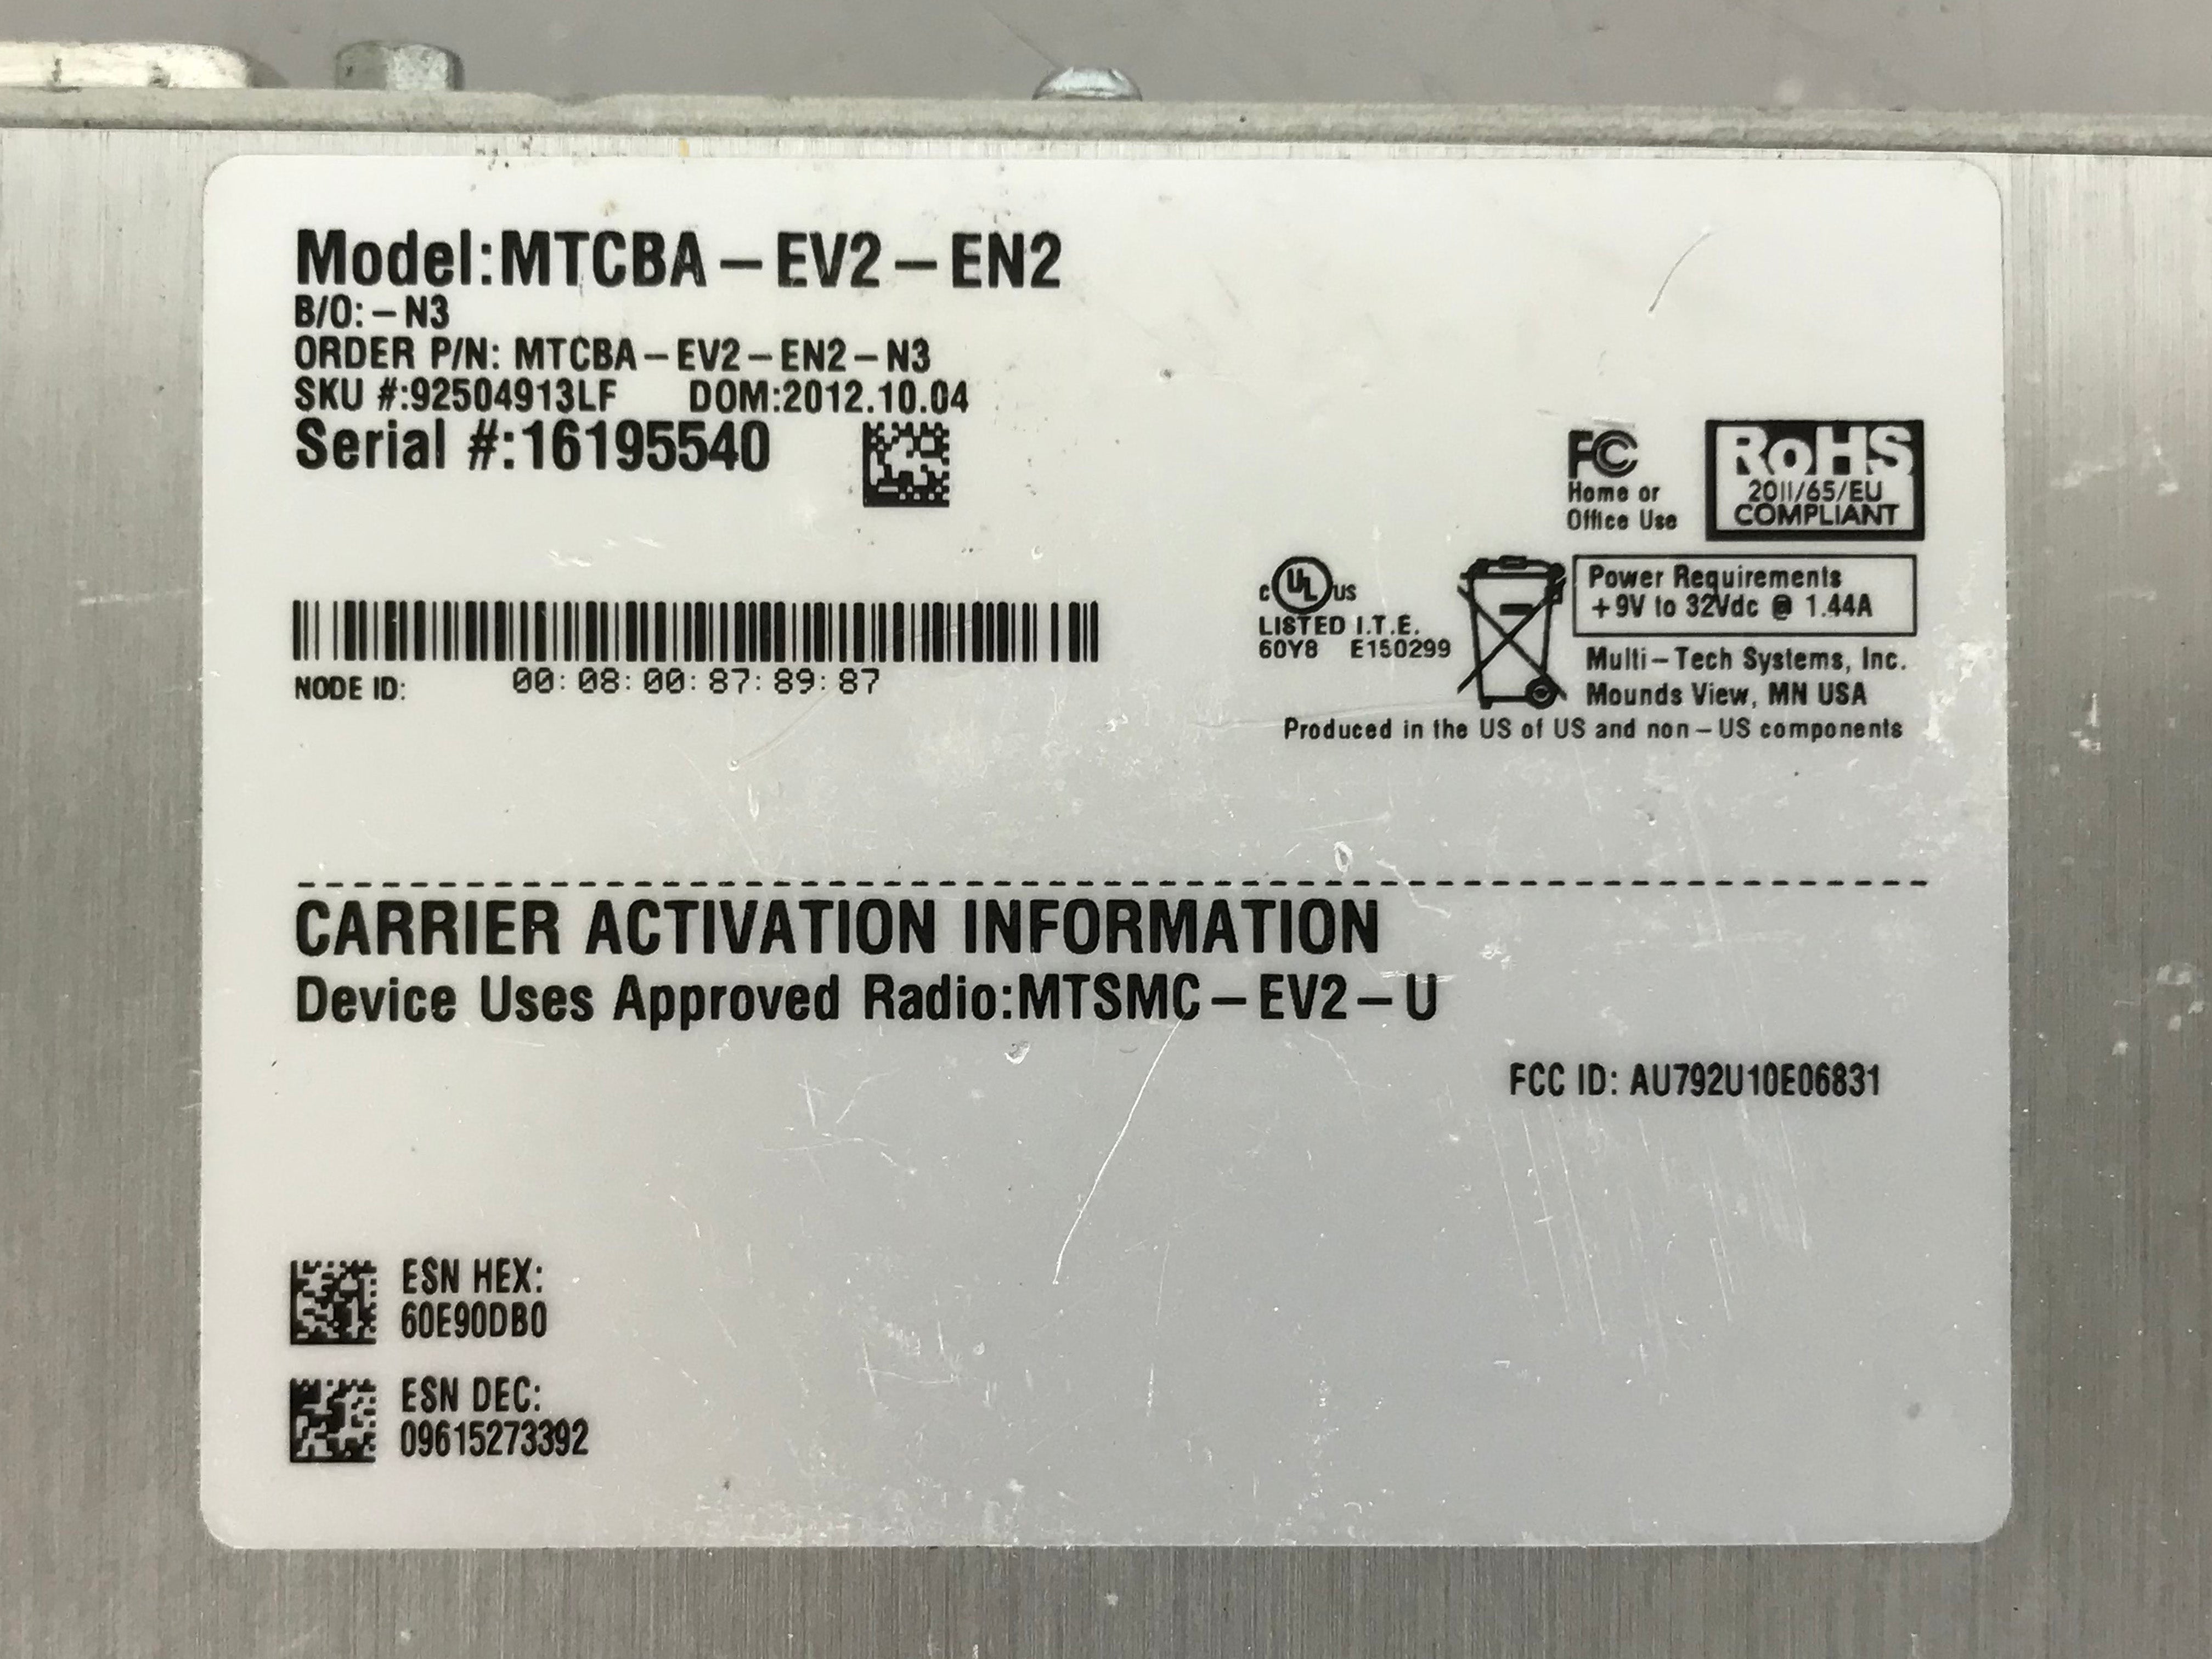 Model:MTCBA-EV2-EN2
B/O:-N3
ORDER P/N: MTCBA-EV2-EN2-N3
SKU #:92504913LF DOM:2012.10.04
Serial #:16195540
FC
Home or
Office Use
RoHS
2011/65/EU
COMPLIANT
c UL US
LISTED I.T.E.
60Y8 E150299
Power Requirements
+9V to 32Vdc @ 1.44A
Multi-Tech Systems, Inc.
Mounds View, MN USA
Produced in the US of US and non-US components
NODE ID: 00:08:00:87:89:87
CARRIER ACTIVATION INFORMATION
Device Uses Approved Radio:MTSMC-EV2-U
FCC ID: AU792U10E06831
ESN HEX:
60E90DB0
ESN DEC:
09615273392